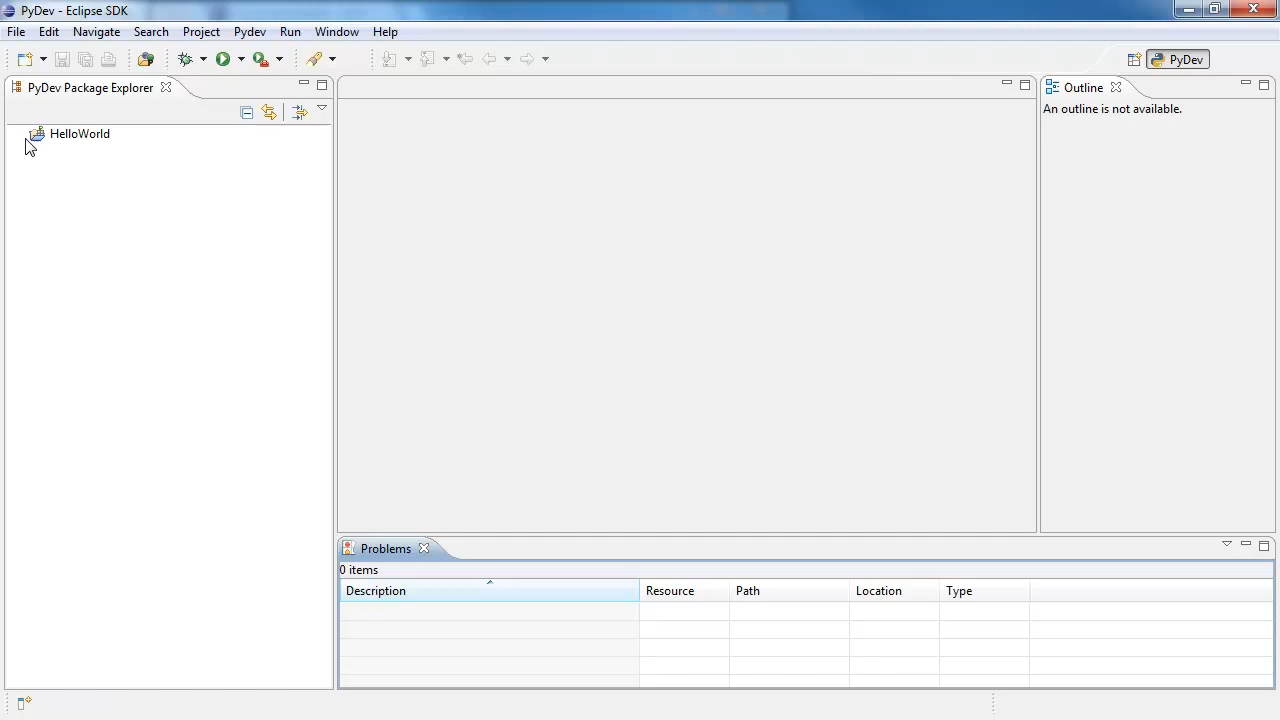 PyDev - Eclipse SDK
File Edit Navigate Search Project Pydev Run Window Help
PyDev
PyDev Package Explorer
Outline
An outline is not available.
HelloWorld
Problems
0 items
Description Resource Path Location Type